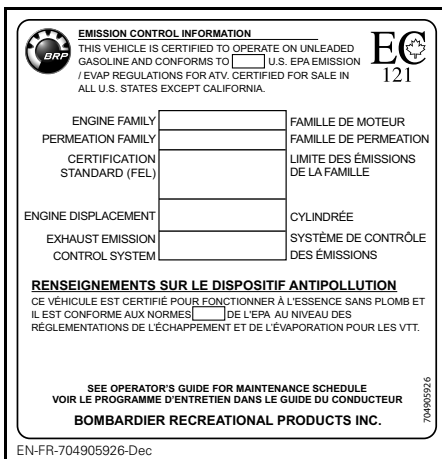 EMISSION CONTROL INFORMATION
THIS VEHICLE IS CERTIFIED TO OPERATE ON UNLEADED
GASOLINE AND CONFORMS TO U.S. EPA EMISSION
/ EVAP REGULATIONS FOR ATV. CERTIFIED FOR SALE IN
ALL U.S. STATES EXCEPT CALIFORNIA.
BRP
EC
121
ENGINE FAMILY FAMILLE DE MOTEUR
PERMEATION FAMILY FAMILLE DE PERMEATION
CERTIFICATION LIMITE DES ÉMISSIONS
STANDARD (FEL) DE LA FAMILLE
ENGINE DISPLACEMENT CYLINDRÉE
EXHAUST EMISSION SYSTÈME DE CONTRÔLE
CONTROL SYSTEM DES ÉMISSIONS
RENSEIGNEMENTS SUR LE DISPOSITIF ANTIPOLLUTION
CE VÉHICULE EST CERTIFIÉ POUR FONCTIONNER À L'ESSENCE SANS PLOMB ET
IL EST CONFORME AUX NORMES DE L'EPA AU NIVEAU DES
RÉGLEMENTATIONS DE L'ÉCHAPPEMENT ET DE L'ÉVAPORATION POUR LES VTT.
SEE OPERATOR'S GUIDE FOR MAINTENANCE SCHEDULE
VOIR LE PROGRAMME D'ENTRETIEN DANS LE GUIDE DU CONDUCTEUR
BOMBARDIER RECREATIONAL PRODUCTS INC.
704905926
EN-FR-704905926-Dec